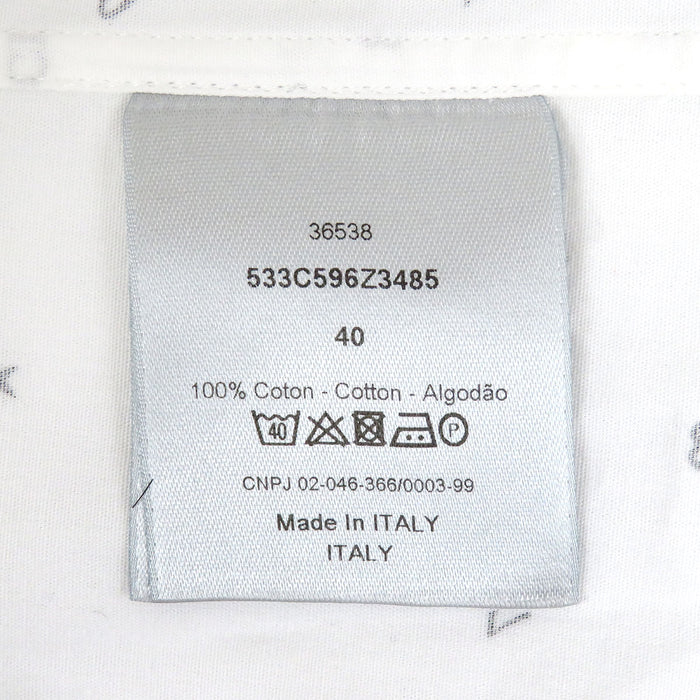 36538
533C596Z3485
40
100% Coton - Cotton - Algodão
40 P
CNPJ 02-046-366/0003-99
Made In ITALY
ITALY